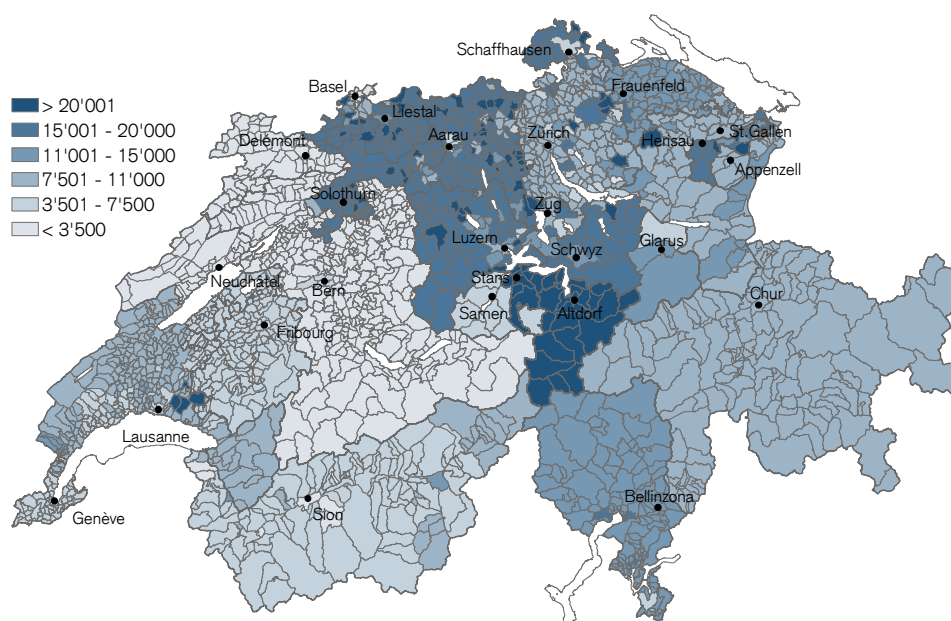 > 20'001
15'001 - 20'000
11'001 - 15'000
7'501 - 11'000
3'501 - 7'500
< 3'500
Schaffhausen
Basel
Frauenfeld
Liestal
Delémont
Aarau
Zürich
Herisau
St.Gallen
Appenzell
Solothurn
Zug
Luzern
Schwyz
Glarus
Neuchâtel
Bern
Stans
Sarnen
Altdorf
Chur
Fribourg
Lausanne
Bellinzona
Sion
Genève